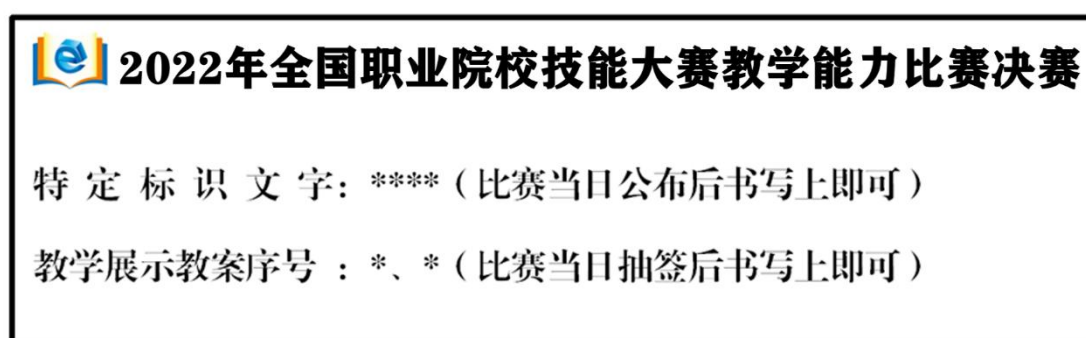 2022年全国职业院校技能大赛教学能力比赛决赛
特定标识文字：****（比赛当日公布后书写上即可）
教学展示教案序号：*、*（比赛当日抽签后书写上即可）